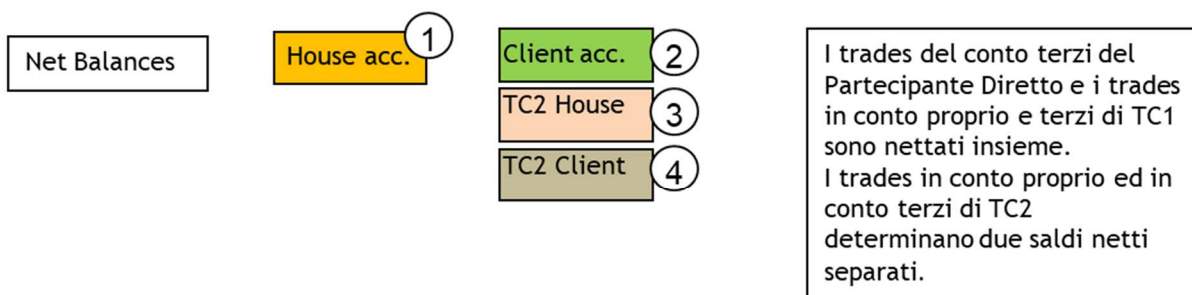 Net Balances
House acc.
1
Client acc.
2
TC2 House
3
TC2 Client
4
I trades del conto terzi del
Partecipante Diretto e i trades
in conto proprio e terzi di TC1
sono nettati insieme.
I trades in conto proprio ed in
conto terzi di TC2
determinano due saldi netti
separati.